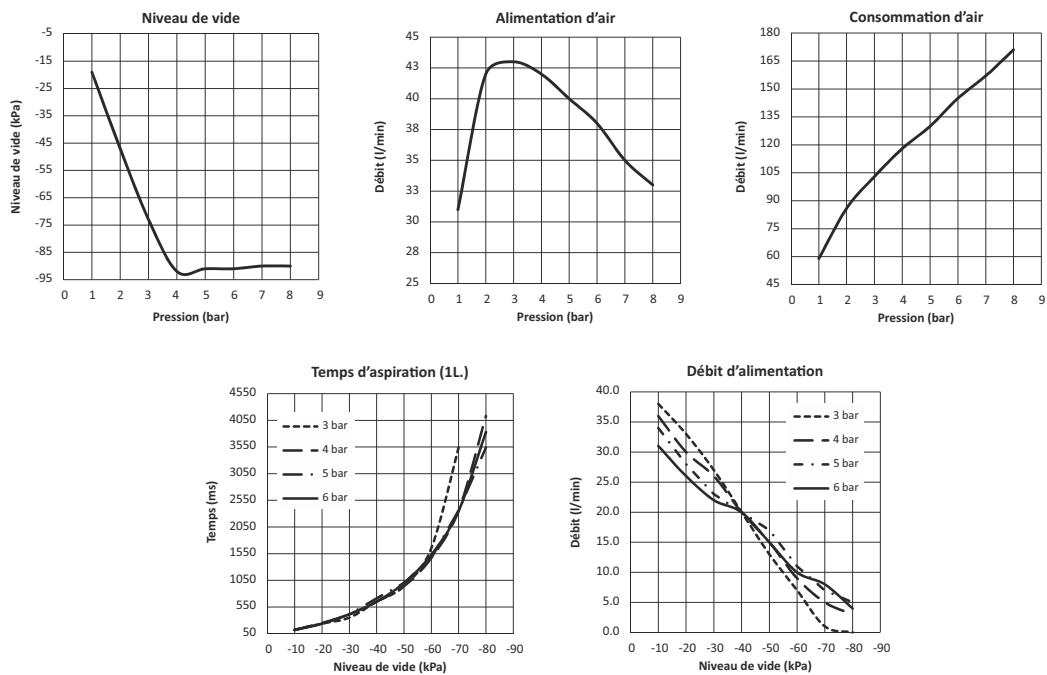 Niveau de vide
Niveau de vide (kPa)
-5
-15
-25
-35
-45
-55
-65
-75
-85
-95
0 1 2 3 4 5 6 7 8 9
Pression (bar)
Alimentation d’air
Débit (l/min)
45
43
40
38
35
33
30
28
25
0 1 2 3 4 5 6 7 8 9
Pression (bar)
Consommation d’air
Débit (l/min)
180
165
150
135
120
105
90
75
60
45
0 1 2 3 4 5 6 7 8 9
Pression (bar)
Temps d’aspiration (1L.)
Temps (ms)
4550
4050
3550
3050
2550
2050
1550
1050
550
50
3 bar
4 bar
5 bar
6 bar
0 -10 -20 -30 -40 -50 -60 -70 -80 -90
Niveau de vide (kPa)
Débit d’alimentation
Débit (l/min)
40.0
35.0
30.0
25.0
20.0
15.0
10.0
5.0
0.0
3 bar
4 bar
5 bar
6 bar
0 -10 -20 -30 -40 -50 -60 -70 -80 -90
Niveau de vide (kPa)